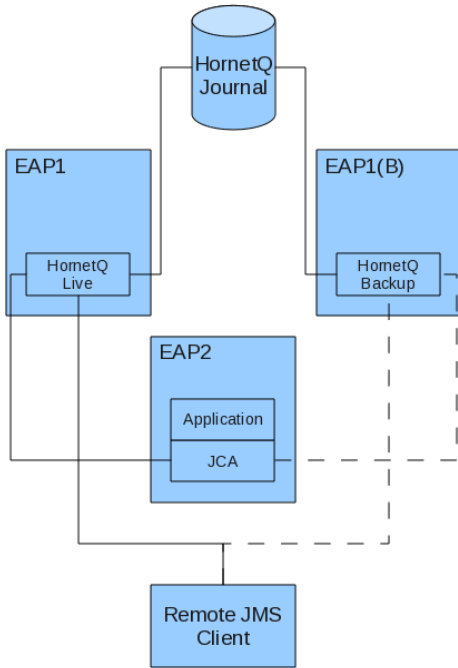 HornetQ
Journal
EAP1
EAP1(B)
HornetQ
Live
HornetQ
Backup
EAP2
Application
JCA
Remote JMS
Client